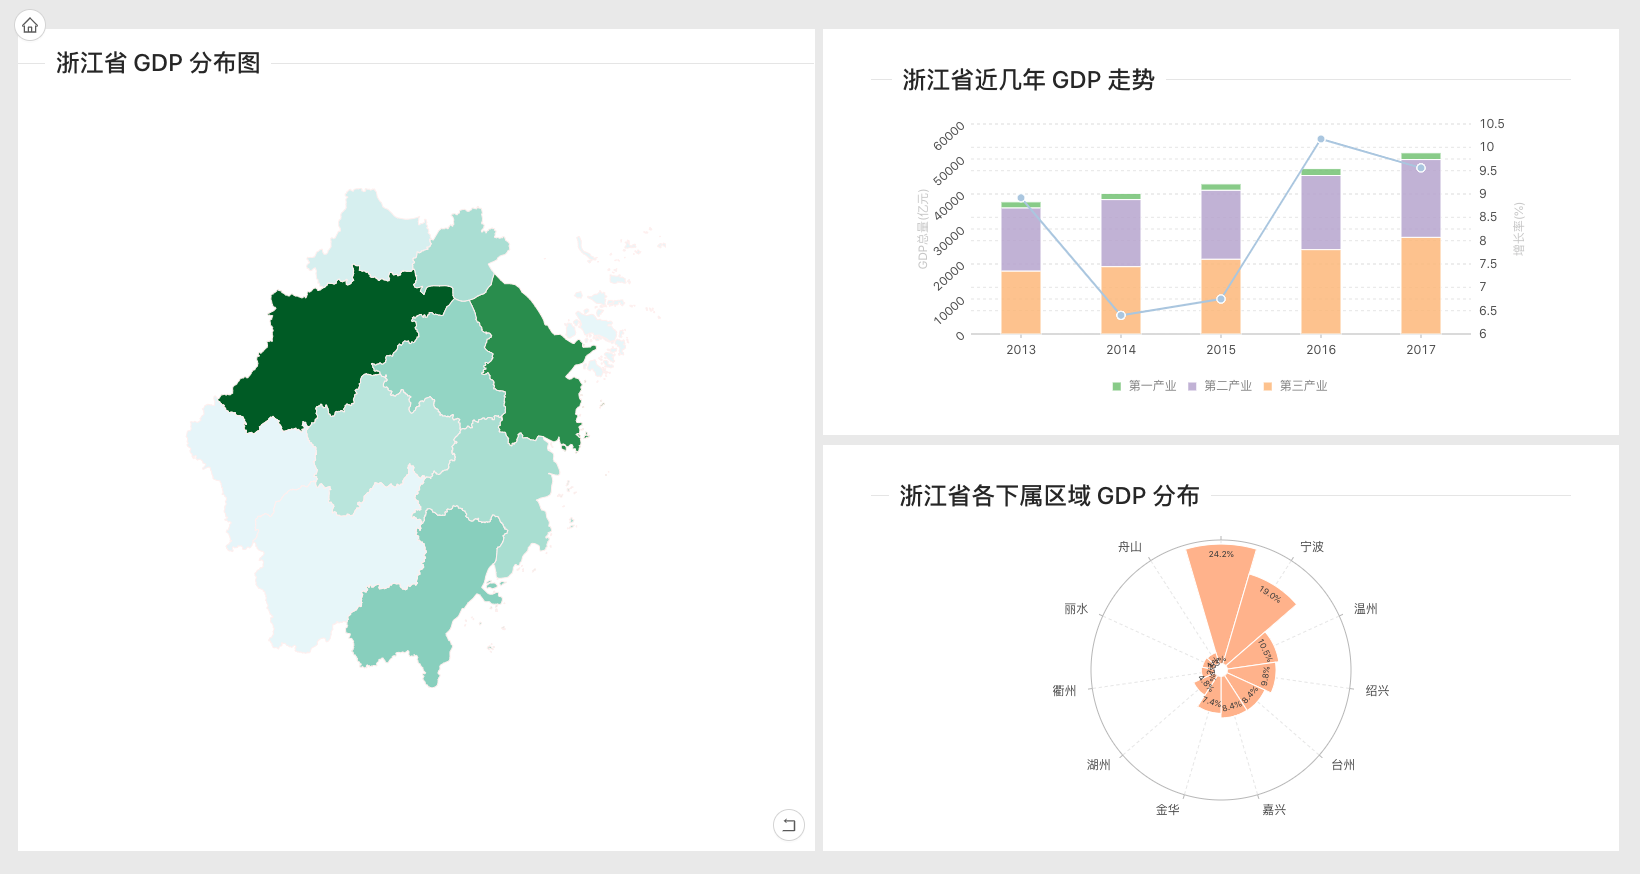 浙江省 GDP 分布图
浙江省近几年 GDP 走势
GDP总量(亿元)
60000
50000
40000
30000
20000
10000
0
10.5
10
9.5
9
8.5
8
7.5
7
6.5
6
增长率(%)
2013 2014 2015 2016 2017
第一产业 第二产业 第三产业
浙江省各下属区域 GDP 分布
舟山 宁波
丽水 温州
衢州 绍兴
湖州 台州
金华 嘉兴
24.2%
19.0%
10.5%
9.8%
8.4%
8.4%
7.4%
4.8%